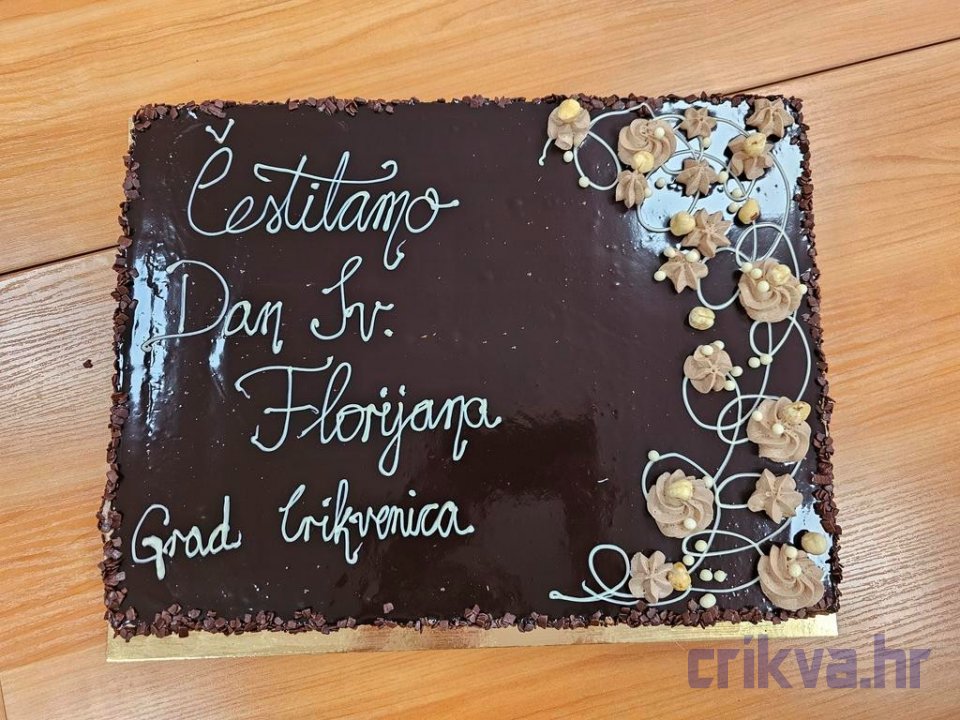 Čestitamo
Dan Sv.
Florijana
Grad Crikvenica
crikva.hr